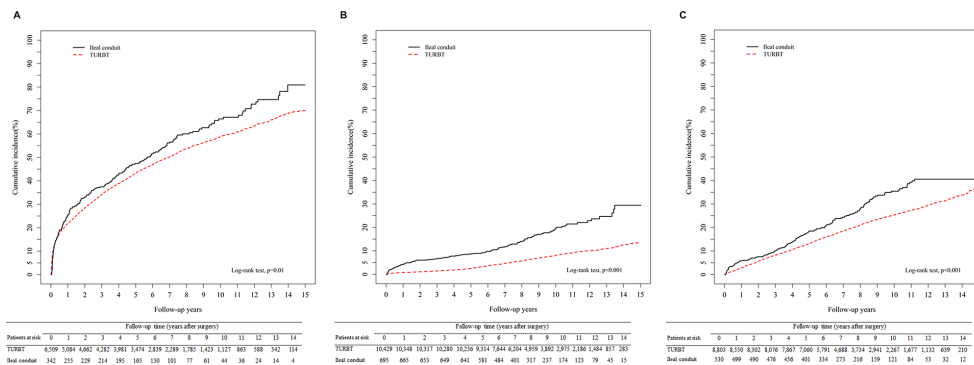 A
B
C
Ileal conduit
TURBT
Ileal conduit
TURBT
Ileal conduit
TURBT
Cumulative incidence(%)
0 5 10 20 30 40 50 60 70 80 90 100
Log-rank test, p=0.01
0 1 2 3 4 5 6 7 8 9 10 11 12 13 14 15
Follow-up years
Cumulative incidence(%)
0 5 10 20 30 40 50 60 70 80 90 100
Log-rank test, p<0.001
0 1 2 3 4 5 6 7 8 9 10 11 12 13 14 15
Follow-up years
Cumulative incidence(%)
0 5 10 20 30 40 50 60 70 80 90 100
Log-rank test, p<0.001
0 1 2 3 4 5 6 7 8 9 10 11 12 13 14
Follow-up years
Follow-up time (years after surgery)
Patients at risk 0 1 2 3 4 5 6 7 8 9 10 11 12 13 14
TURBT 6,509 5,084 4,662 4,282 3,981 3,474 2,839 2,289 1,785 1,423 1,127 863 588 342 114
Ileal conduit 342 255 229 214 195 165 130 101 77 61 44 36 24 14 4
Follow-up time (years after surgery)
Patients at risk 0 1 2 3 4 5 6 7 8 9 10 11 12 13 14
TURBT 10,429 10,348 10,317 10,280 10,236 9,314 7,644 6,204 4,959 3,892 2,975 2,186 1,484 857 283
Ileal conduit 695 665 653 649 641 581 484 401 317 237 174 123 79 45 15
Follow-up time (years after surgery)
Patients at risk 0 1 2 3 4 5 6 7 8 9 10 11 12 13 14
TURBT 8,803 8,550 8,302 8,076 7,867 7,060 5,791 4,688 3,734 2,941 2,267 1,677 1,132 639 210
Ileal conduit 530 499 490 476 456 401 334 273 216 159 121 84 53 32 12